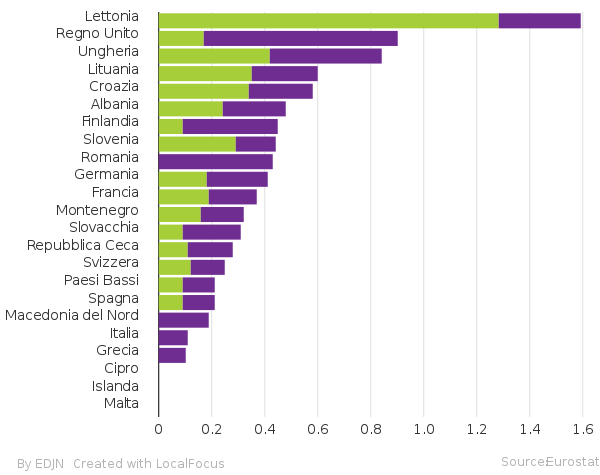 Lettonia
Regno Unito
Ungheria
Lituania
Croazia
Albania
Finlandia
Slovenia
Romania
Germania
Francia
Montenegro
Slovacchia
Repubblica Ceca
Svizzera
Paesi Bassi
Spagna
Macedonia del Nord
Italia
Grecia
Cipro
Islanda
Malta
0 0.2 0.4 0.6 0.8 1.0 1.2 1.4 1.6
By EDJN Created with LocalFocus Source: Eurostat